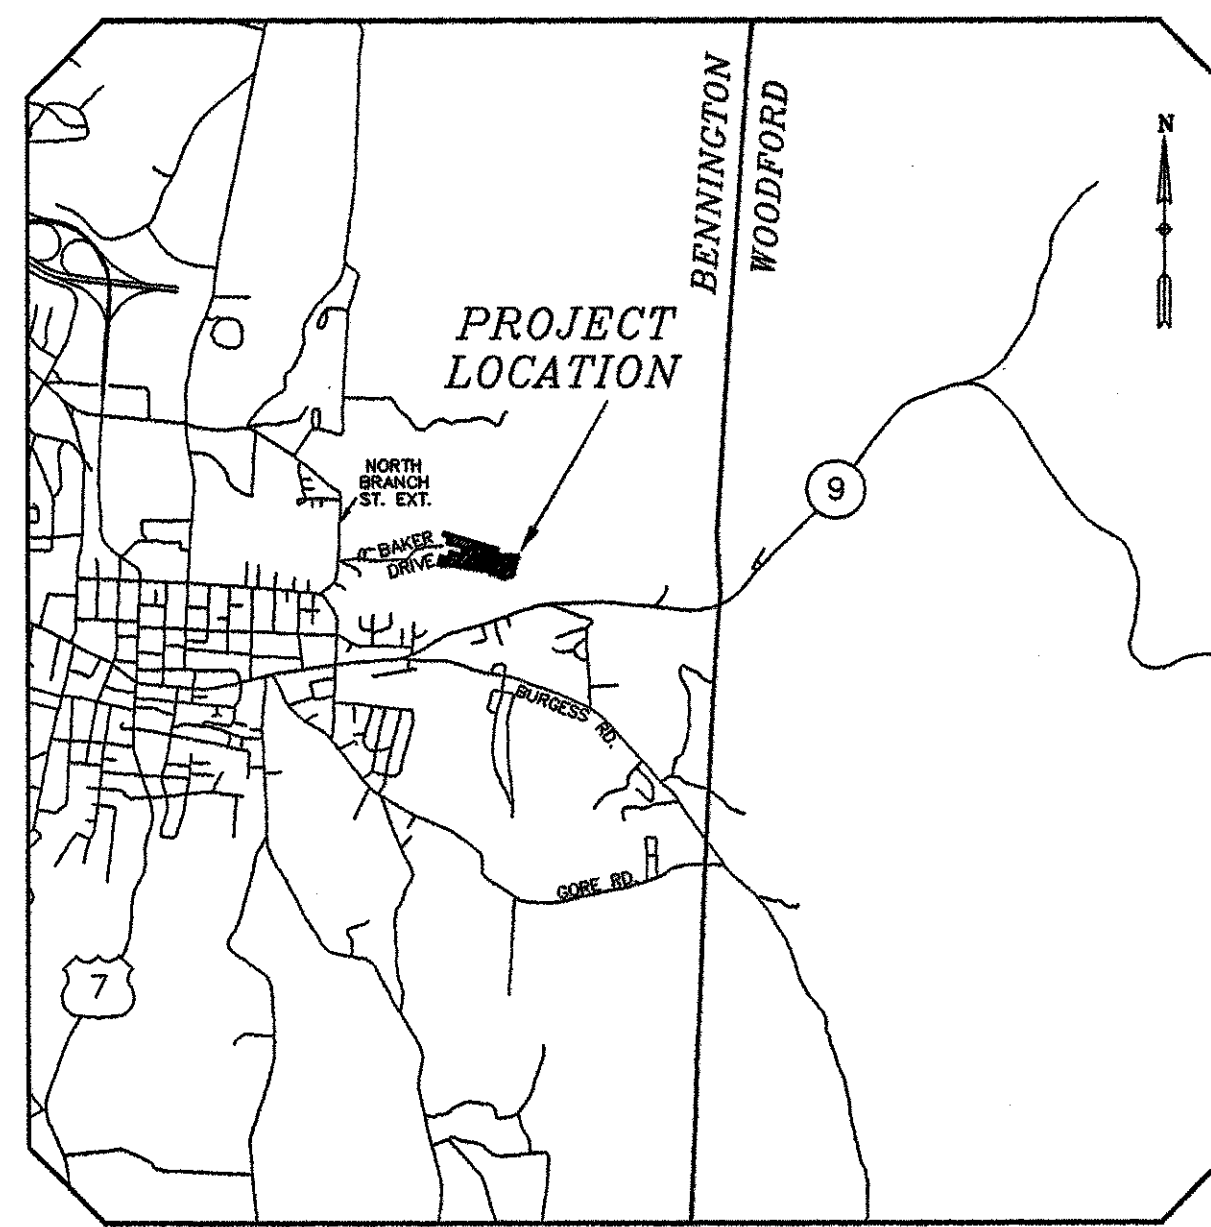 BENNINGTON
WOODFORD
N
PROJECT
LOCATION
NORTH
BRANCH
ST. EXT.
9
BAKER
DRIVE
BURGESS RD.
GORE RD.
7